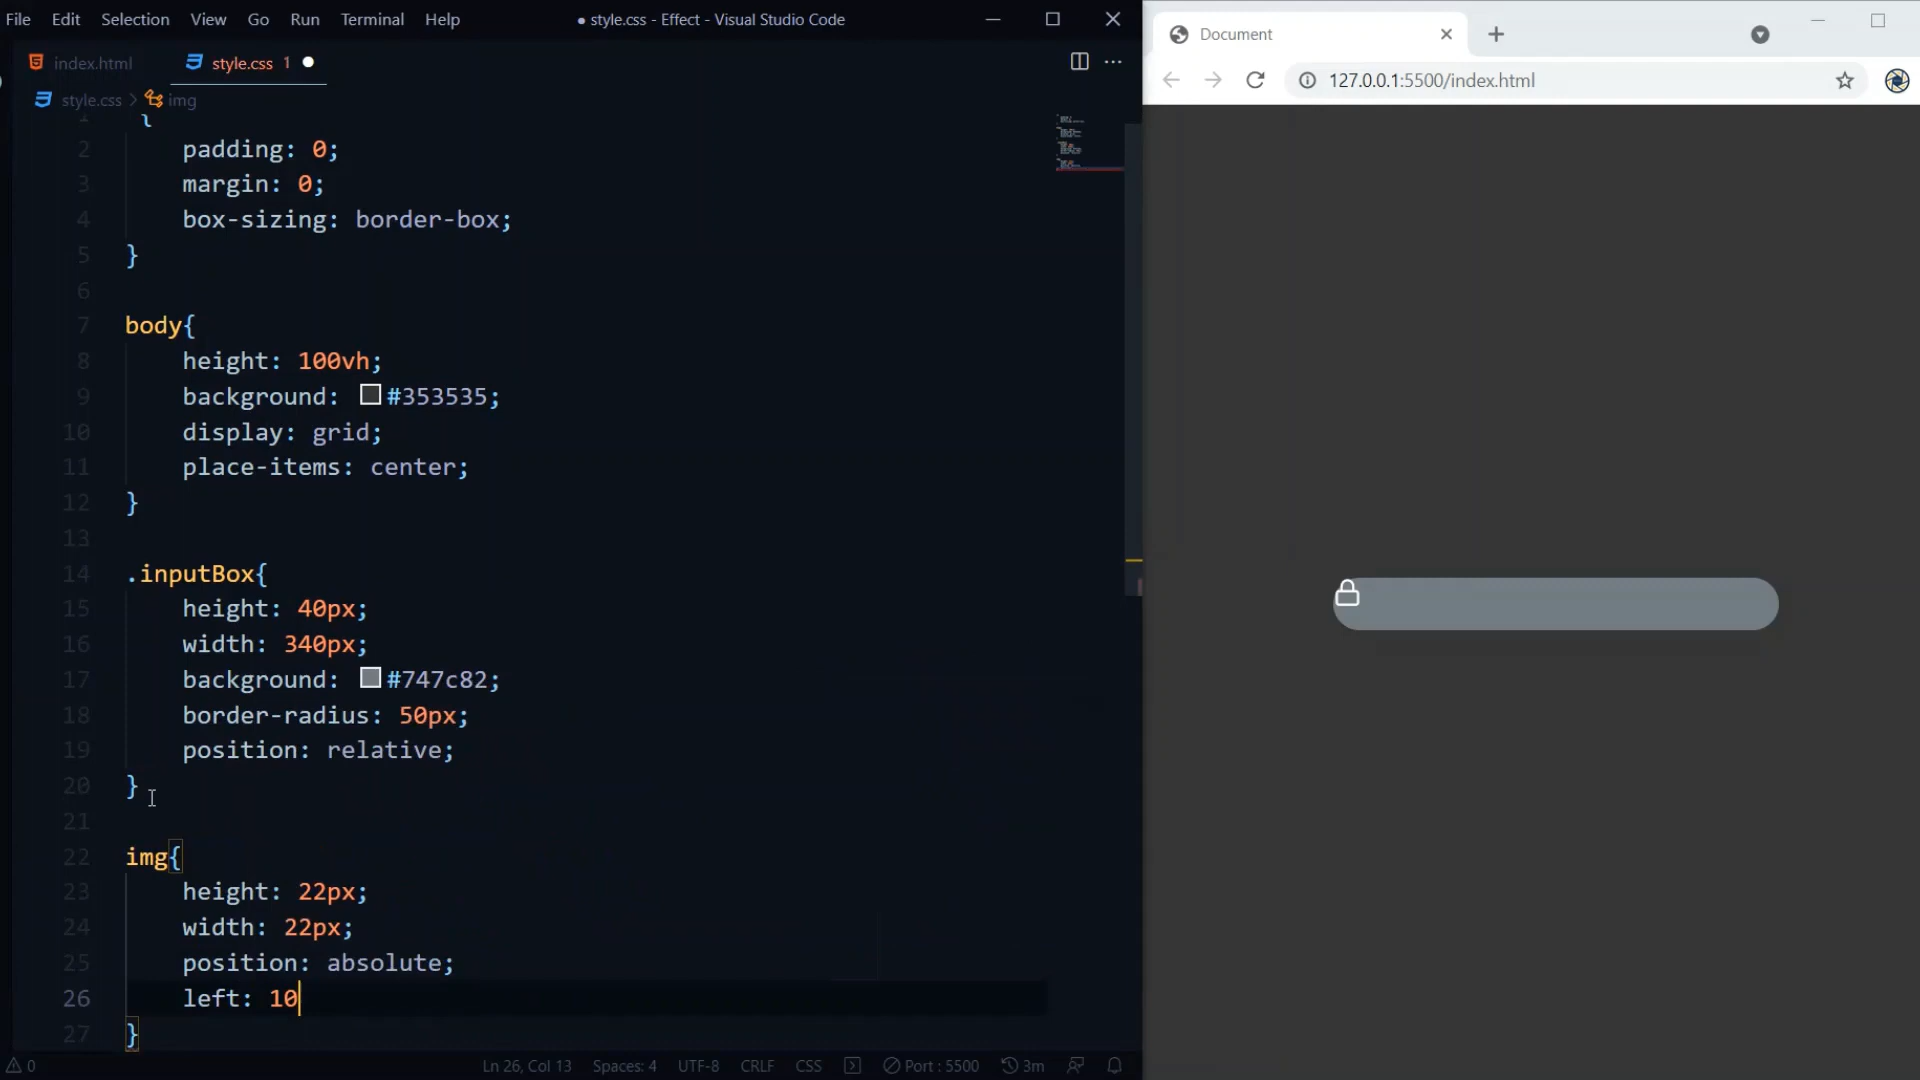 File Edit Selection View Go Run Terminal Help
● style.css - Effect - Visual Studio Code
index.html
style.css 1
style.css > img
1 {
2 padding: 0;
3 margin: 0;
4 box-sizing: border-box;
5 }
6
7 body{
8 height: 100vh;
9 background: #353535;
10 display: grid;
11 place-items: center;
12 }
13
14 .inputBox{
15 height: 40px;
16 width: 340px;
17 background: #747c82;
18 border-radius: 50px;
19 position: relative;
20 }
21
22 img{
23 height: 22px;
24 width: 22px;
25 position: absolute;
26 left: 10
27 }
0 Ln 26, Col 13 Spaces: 4 UTF-8 CRLF CSS Port : 5500 3m
Document
127.0.0.1:5500/index.html